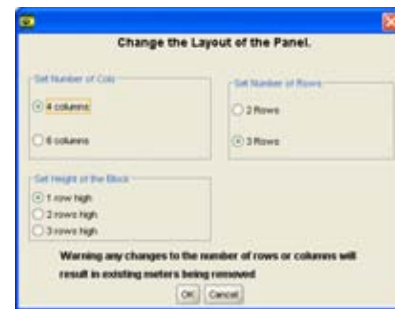 Change the Layout of the Panel.
Set Number of Cols
4 columns
6 columns
Set Number of Rows
2 Rows
3 Rows
Set Height of the Block
1 row high
2 rows high
3 rows high
Warning any changes to the number of rows or columns will
result in existing meters being removed
OK
Cancel